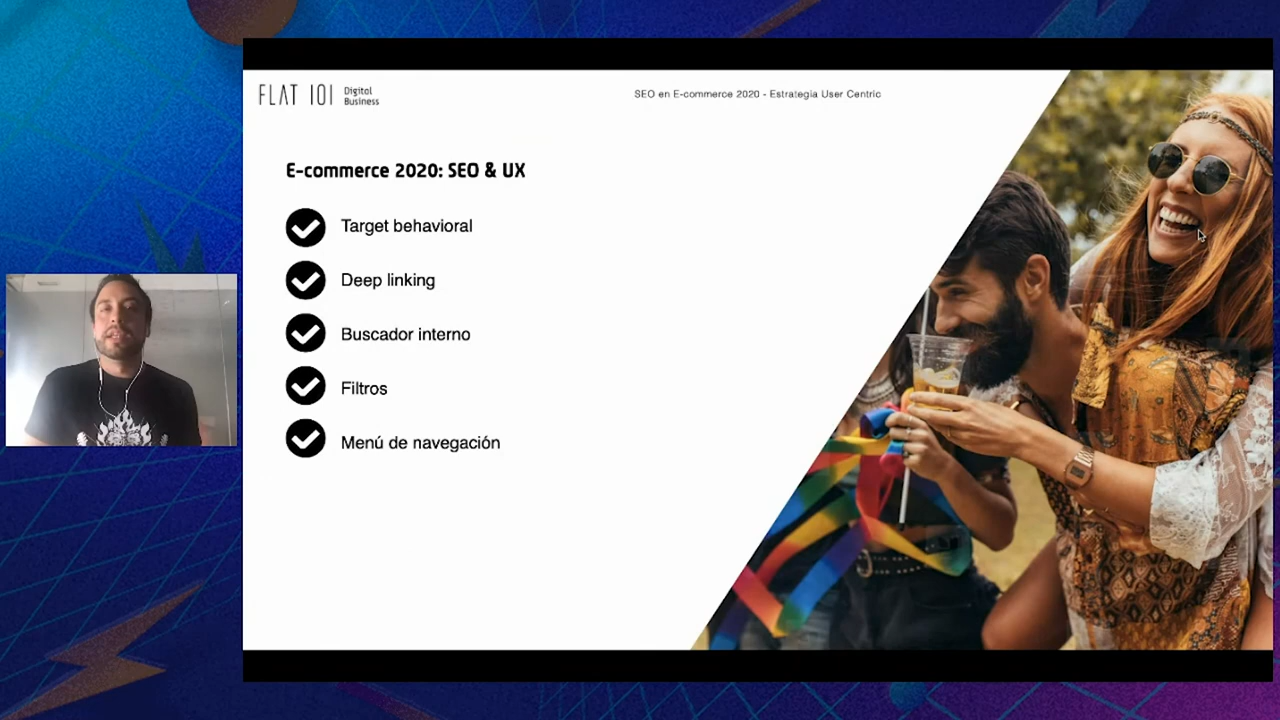 FLAT 101 Digital Business
SEO en E-commerce 2020 - Estrategia User Centric
E-commerce 2020: SEO & UX
Target behavioral
Deep linking
Buscador interno
Filtros
Menú de navegación